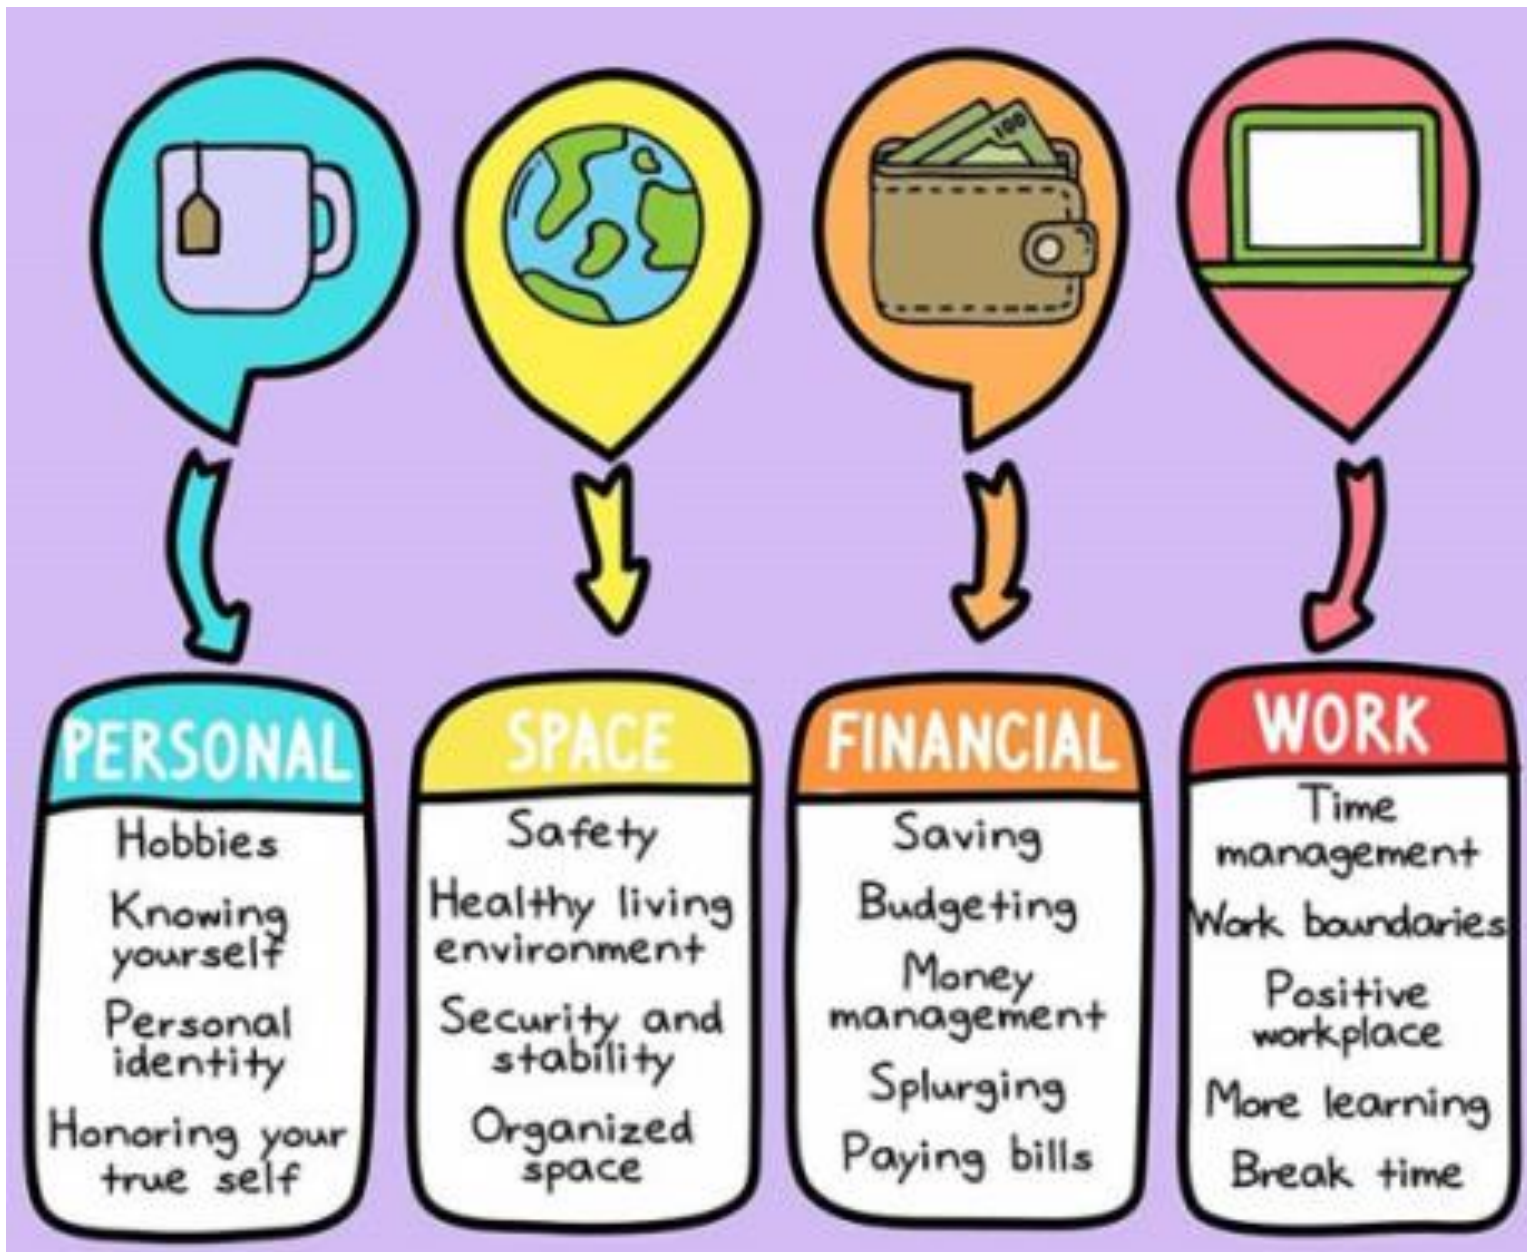 100
PERSONAL
Hobbies
Knowing
yourself
Personal
identity
Honoring your
true self
SPACE
Safety
Healthy living
environment
Security and
stability
Organized
space
FINANCIAL
Saving
Budgeting
Money
management
Splurging
Paying bills
WORK
Time
management
Work boundaries
Positive
workplace
More learning
Break time